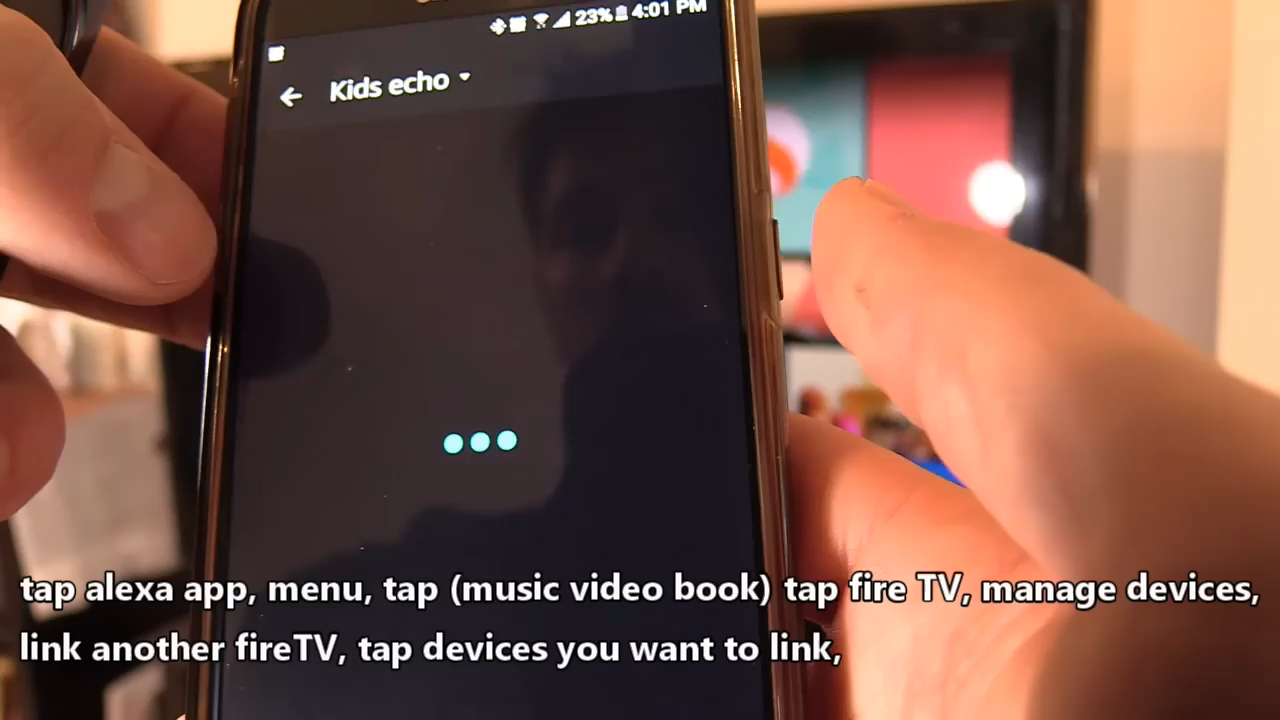 23% 4:01 PM
Kids echo
tap alexa app, menu, tap (music video book) tap fire TV, manage devices,
link another fireTV, tap devices you want to link,